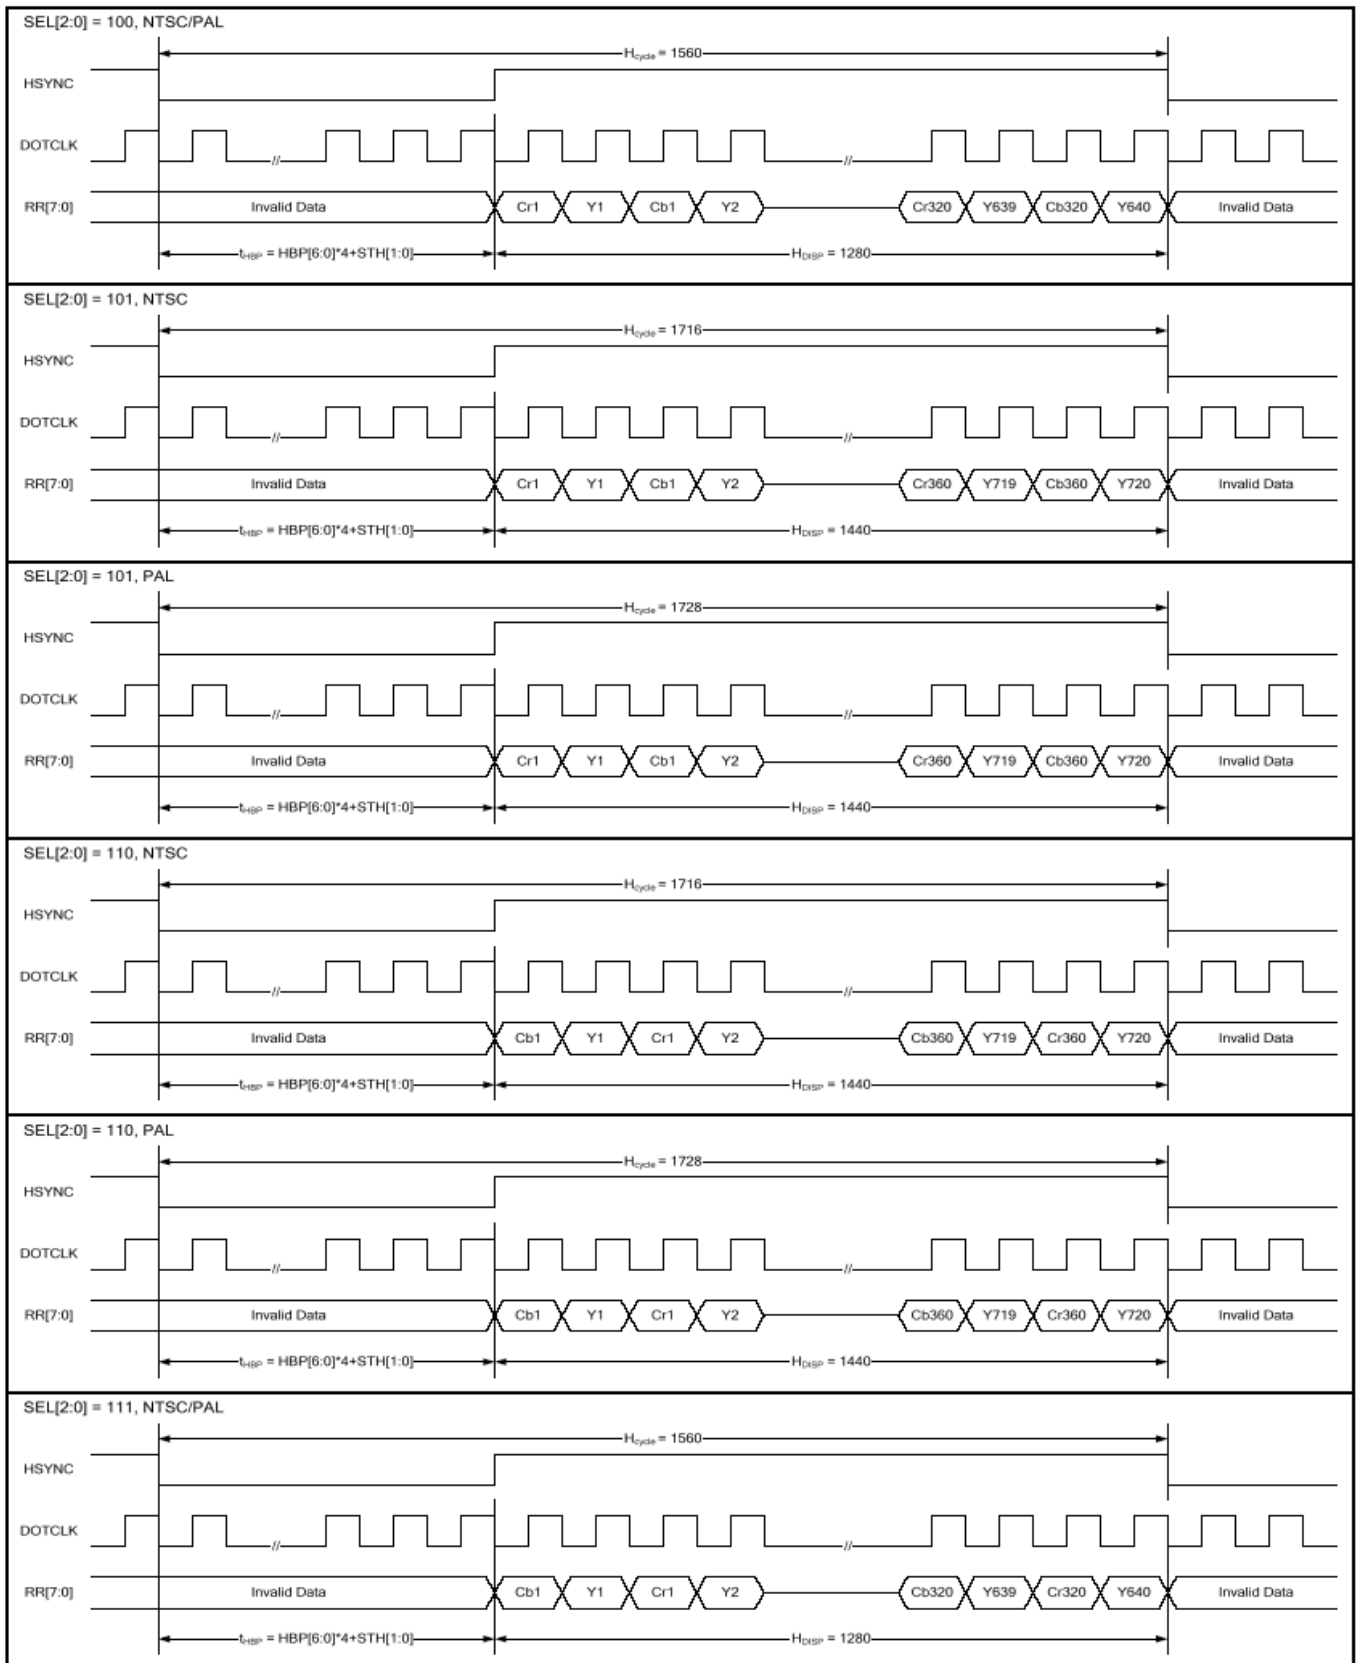 SEL[2:0] = 100, NTSC/PAL
Hcycle = 1560
HSYNC
DOTCLK
//
//
RR[7:0] Invalid Data Cr1 Y1 Cb1 Y2 Cr320 Y639 Cb320 Y640 Invalid Data
tHBP = HBP[6:0]*4+STH[1:0] HDISP = 1280
SEL[2:0] = 101, NTSC
Hcycle = 1716
HSYNC
DOTCLK
//
//
RR[7:0] Invalid Data Cr1 Y1 Cb1 Y2 Cr360 Y719 Cb360 Y720 Invalid Data
tHBP = HBP[6:0]*4+STH[1:0] HDISP = 1440
SEL[2:0] = 101, PAL
Hcycle = 1728
HSYNC
DOTCLK
//
//
RR[7:0] Invalid Data Cr1 Y1 Cb1 Y2 Cr360 Y719 Cb360 Y720 Invalid Data
tHBP = HBP[6:0]*4+STH[1:0] HDISP = 1440
SEL[2:0] = 110, NTSC
Hcycle = 1716
HSYNC
DOTCLK
//
//
RR[7:0] Invalid Data Cb1 Y1 Cr1 Y2 Cb360 Y719 Cr360 Y720 Invalid Data
tHBP = HBP[6:0]*4+STH[1:0] HDISP = 1440
SEL[2:0] = 110, PAL
Hcycle = 1728
HSYNC
DOTCLK
//
//
RR[7:0] Invalid Data Cb1 Y1 Cr1 Y2 Cb360 Y719 Cr360 Y720 Invalid Data
tHBP = HBP[6:0]*4+STH[1:0] HDISP = 1440
SEL[2:0] = 111, NTSC/PAL
Hcycle = 1560
HSYNC
DOTCLK
//
//
RR[7:0] Invalid Data Cb1 Y1 Cr1 Y2 Cb320 Y639 Cr320 Y640 Invalid Data
tHBP = HBP[6:0]*4+STH[1:0] HDISP = 1280